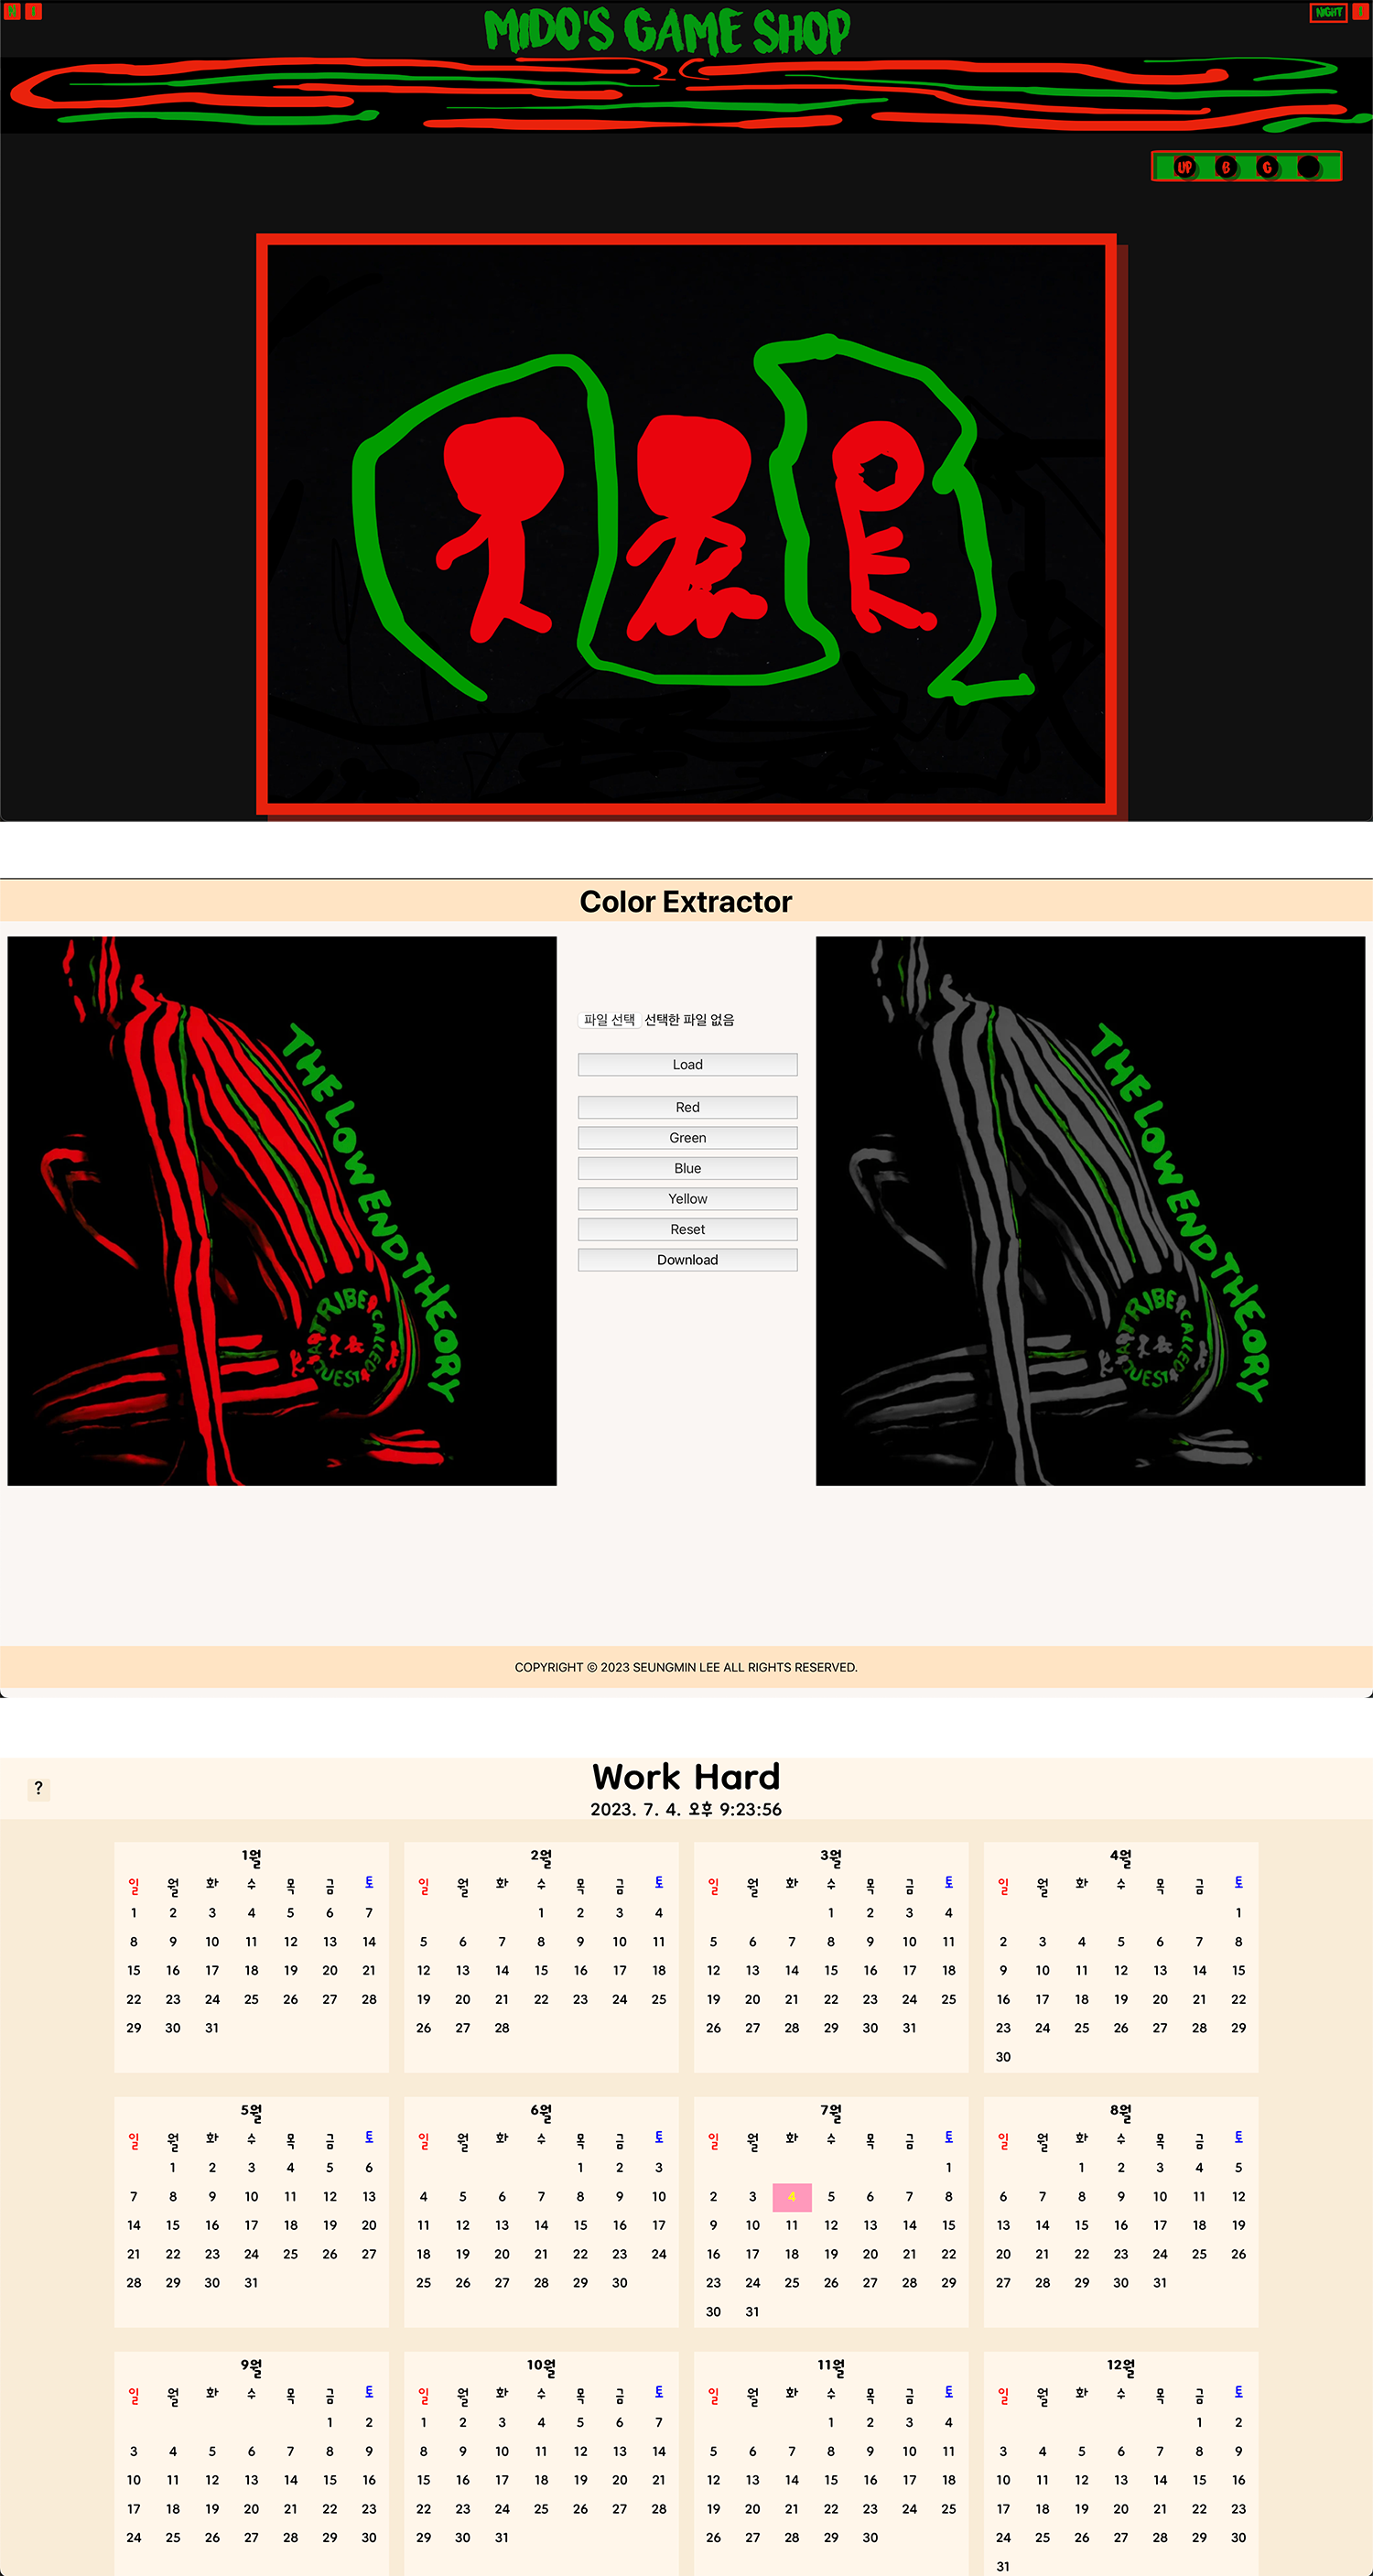 NIGHT
MIDO'S GAME SHOP
UP B G
Color Extractor
THE LOW END THEORY
A TRIBE CALLED QUEST
파일 선택 선택한 파일 없음
Load
Red
Green
Blue
Yellow
Reset
Download
THE LOW END THEORY
A TRIBE CALLED QUEST
COPYRIGHT © 2023 SEUNGMIN LEE ALL RIGHTS RESERVED.
?
Work Hard
2023. 7. 4. 오후 9:23:56
1월
일 월 화 수 목 금 토
1 2 3 4 5 6 7
8 9 10 11 12 13 14
15 16 17 18 19 20 21
22 23 24 25 26 27 28
29 30 31
2월
일 월 화 수 목 금 토
1 2 3 4
5 6 7 8 9 10 11
12 13 14 15 16 17 18
19 20 21 22 23 24 25
26 27 28
3월
일 월 화 수 목 금 토
1 2 3 4
5 6 7 8 9 10 11
12 13 14 15 16 17 18
19 20 21 22 23 24 25
26 27 28 29 30 31
4월
일 월 화 수 목 금 토
1
2 3 4 5 6 7 8
9 10 11 12 13 14 15
16 17 18 19 20 21 22
23 24 25 26 27 28 29
30
5월
일 월 화 수 목 금 토
1 2 3 4 5 6
7 8 9 10 11 12 13
14 15 16 17 18 19 20
21 22 23 24 25 26 27
28 29 30 31
6월
일 월 화 수 목 금 토
1 2 3
4 5 6 7 8 9 10
11 12 13 14 15 16 17
18 19 20 21 22 23 24
25 26 27 28 29 30
7월
일 월 화 수 목 금 토
1
2 3 4 5 6 7 8
9 10 11 12 13 14 15
16 17 18 19 20 21 22
23 24 25 26 27 28 29
30 31
8월
일 월 화 수 목 금 토
1 2 3 4 5
6 7 8 9 10 11 12
13 14 15 16 17 18 19
20 21 22 23 24 25 26
27 28 29 30 31
9월
일 월 화 수 목 금 토
1 2
3 4 5 6 7 8 9
10 11 12 13 14 15 16
17 18 19 20 21 22 23
24 25 26 27 28 29 30
10월
일 월 화 수 목 금 토
1 2 3 4 5 6 7
8 9 10 11 12 13 14
15 16 17 18 19 20 21
22 23 24 25 26 27 28
29 30 31
11월
일 월 화 수 목 금 토
1 2 3 4
5 6 7 8 9 10 11
12 13 14 15 16 17 18
19 20 21 22 23 24 25
26 27 28 29 30
12월
일 월 화 수 목 금 토
1 2
3 4 5 6 7 8 9
10 11 12 13 14 15 16
17 18 19 20 21 22 23
24 25 26 27 28 29 30
31